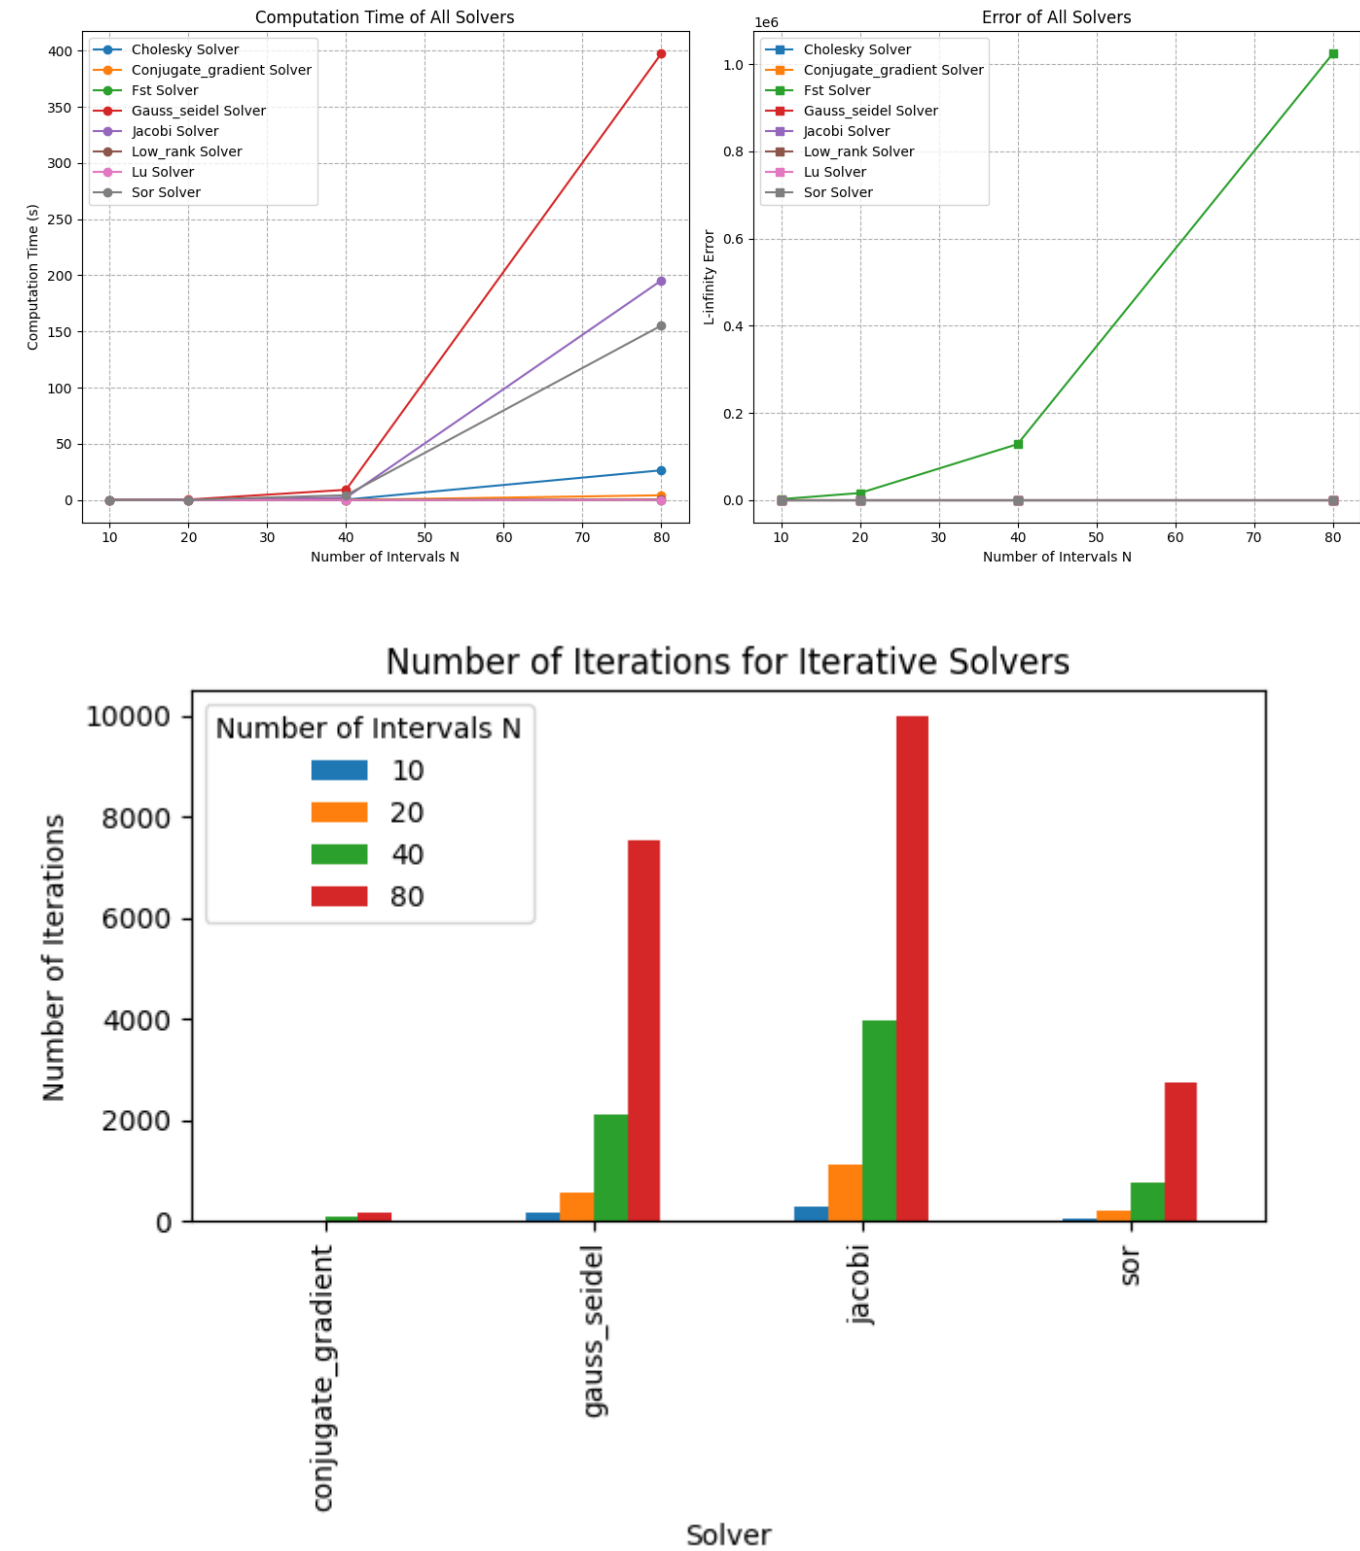 Computation Time of All Solvers
Computation Time (s)
400
350
300
250
200
150
100
50
0
Cholesky Solver
Conjugate_gradient Solver
Fst Solver
Gauss_seidel Solver
Jacobi Solver
Low_rank Solver
Lu Solver
Sor Solver
10 20 30 40 50 60 70 80
Number of Intervals N
Error of All Solvers
1e6
L-infinity Error
1.0
0.8
0.6
0.4
0.2
0.0
Cholesky Solver
Conjugate_gradient Solver
Fst Solver
Gauss_seidel Solver
Jacobi Solver
Low_rank Solver
Lu Solver
Sor Solver
10 20 30 40 50 60 70 80
Number of Intervals N
Number of Iterations for Iterative Solvers
Number of Iterations
10000
8000
6000
4000
2000
0
Number of Intervals N
10
20
40
80
conjugate_gradient
gauss_seidel
jacobi
sor
Solver